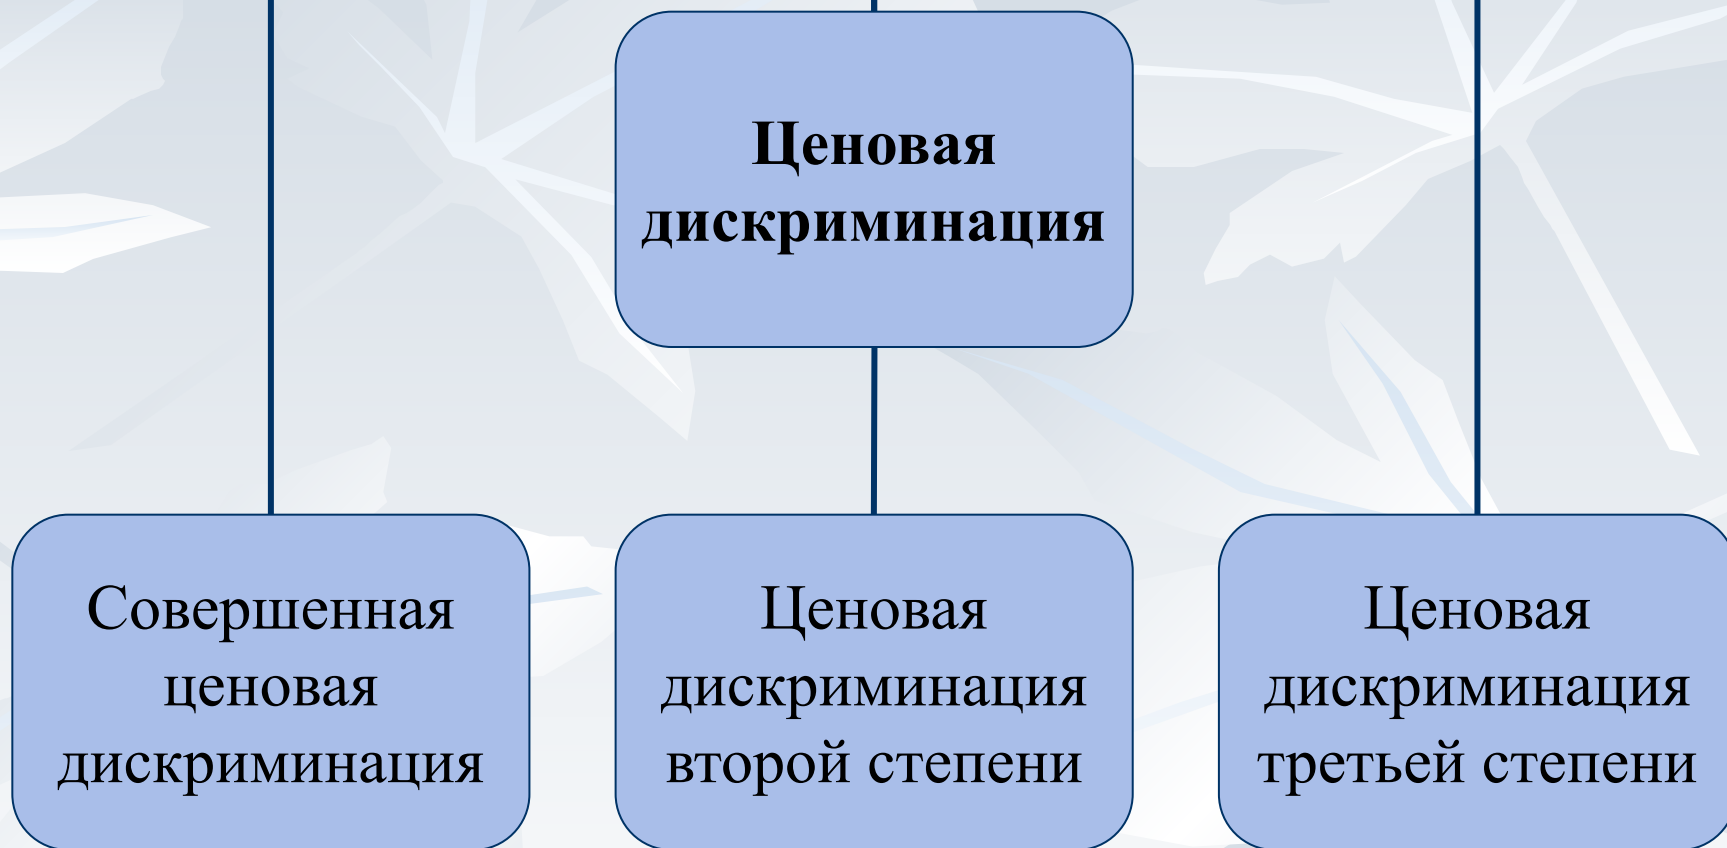 Ценовая
дискриминация
Совершенная
ценовая
дискриминация
Ценовая
дискриминация
второй степени
Ценовая
дискриминация
третьей степени